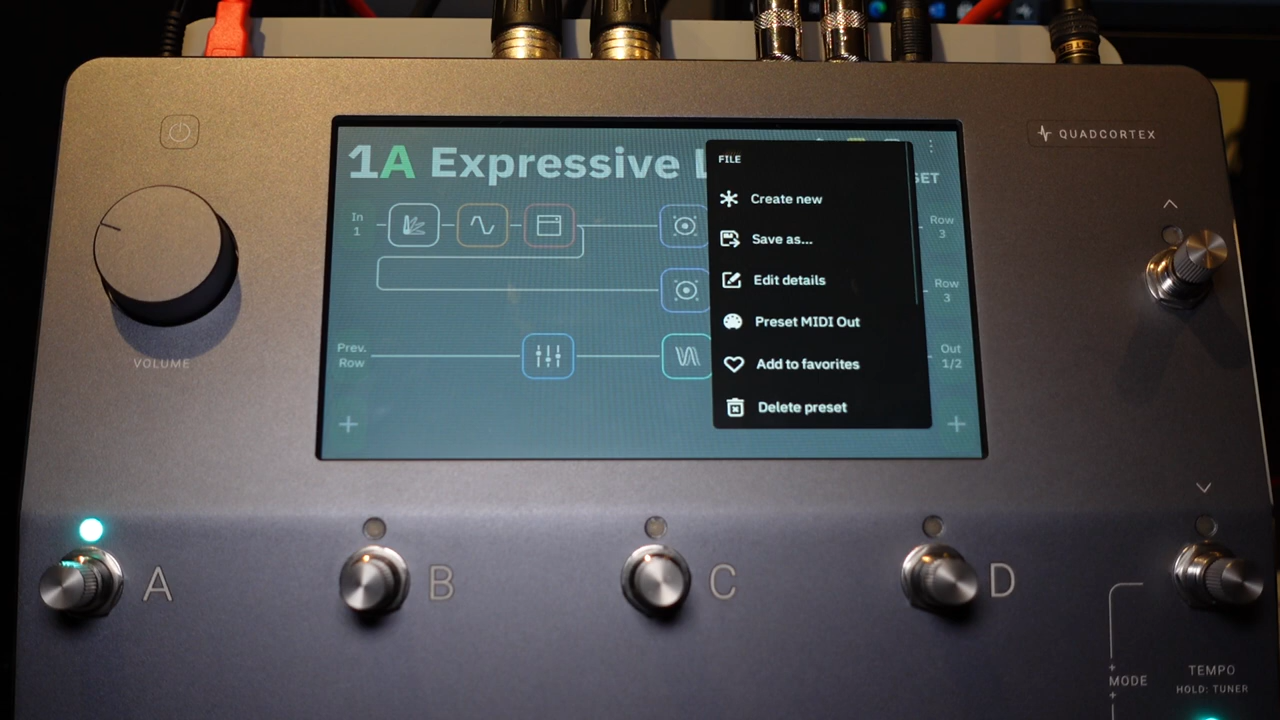 QUADCORTEX
1A Expressive L
FILE
In
1
Row
3
Row
3
Prev.
Row
Out
1/2
Create new
Save as...
Edit details
Preset MIDI Out
Add to favorites
Delete preset
VOLUME
A
B
C
D
+
MODE
+
TEMPO
HOLD: TUNER